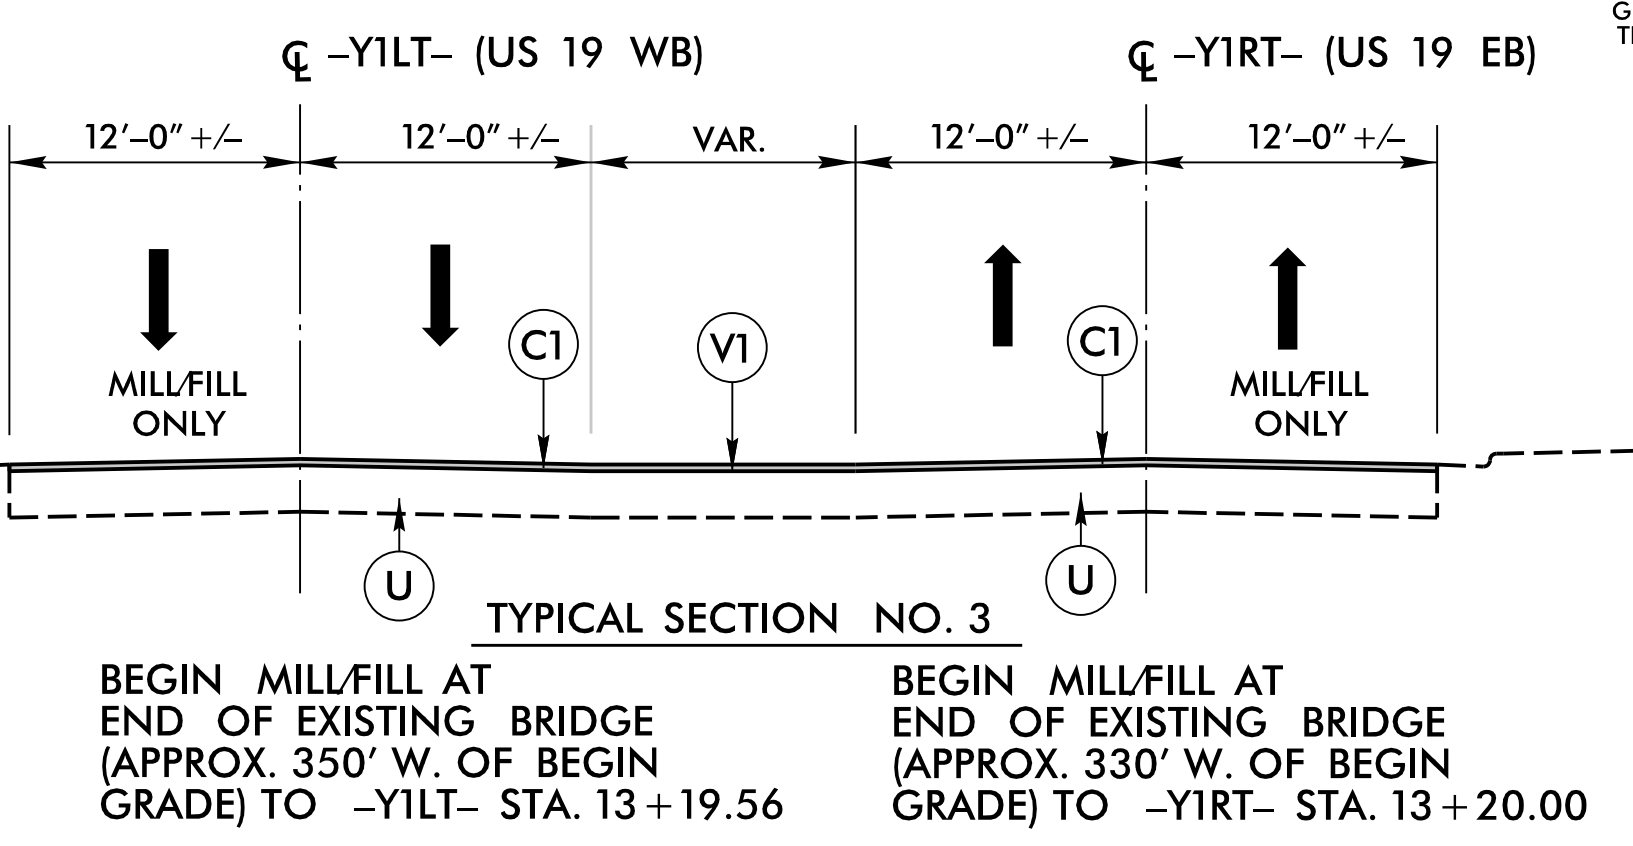 ℄ –Y1LT– (US 19 WB)
℄ –Y1RT– (US 19 EB)
12'–0" +/–
12'–0" +/–
VAR.
12'–0" +/–
12'–0" +/–
C1
V1
C1
MILL/FILL
ONLY
MILL/FILL
ONLY
U
U
TYPICAL SECTION NO. 3
BEGIN MILL/FILL AT
END OF EXISTING BRIDGE
(APPROX. 350' W. OF BEGIN
GRADE) TO –Y1LT– STA. 13+19.56
BEGIN MILL/FILL AT
END OF EXISTING BRIDGE
(APPROX. 330' W. OF BEGIN
GRADE) TO –Y1RT– STA. 13+20.00